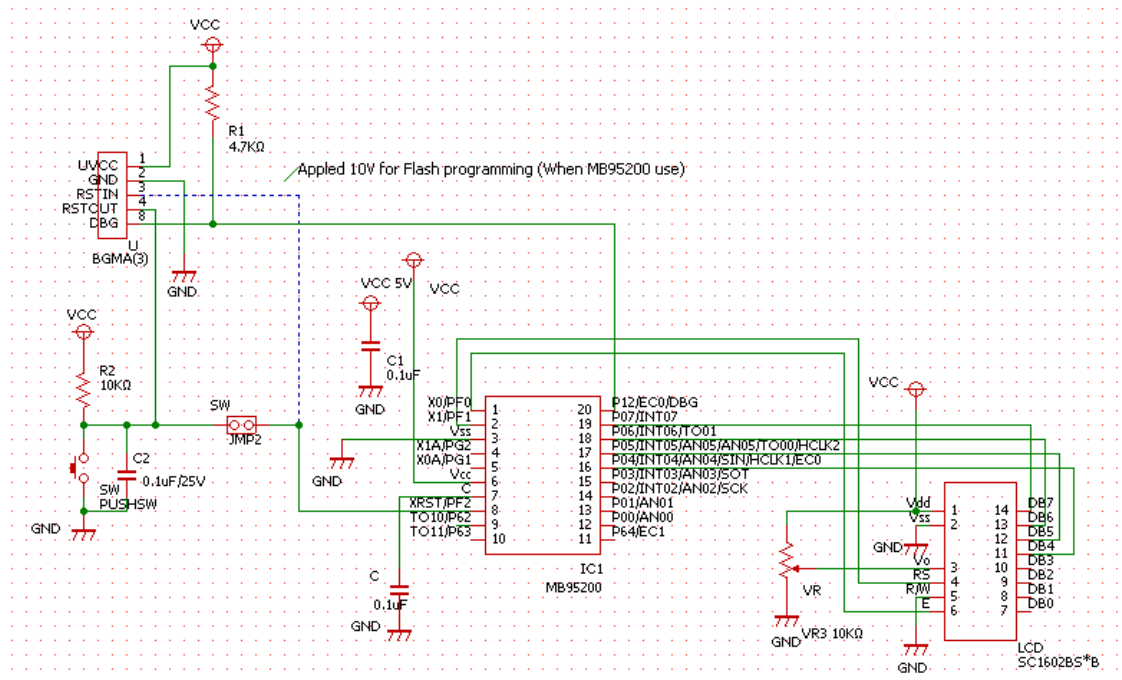 VCC
R1
4.7KΩ
Appled 10V for Flash programming (When MB95200 use)
UVCC 1
GND 2
RSTIN 3
RSTOUT 4
DBG 8
U
BGMA(3)
GND
VCC
R2
10KΩ
SW
JMP2
C2
0.1uF/25V
SW
PUSHSW
GND
VCC 5V
VCC
C1
0.1uF
GND
GND
X0/PF0 1
X1/PF1 2
Vss 3
X1A/PG2 4
X0A/PG1 5
Vcc 6
C 7
XRST/PF2 8
TO10/P62 9
TO11/P63 10
20 P12/EC0/DBG
19 P07/INT07
18 P06/INT06/TO01
17 P05/INT05/AN05/AN05/TO00/HCLK2
16 P04/INT04/AN04/SIN/HCLK1/EC0
15 P03/INT03/AN03/SOT
14 P02/INT02/AN02/SCK
13 P01/AN01
12 P00/AN00
11 P64/EC1
IC1
MB95200
C
0.1uF
GND
VCC
Vdd 1
Vss 2
GND
Vo 3
RS 4
R/W 5
E 6
14 DB7
13 DB6
12 DB5
11 DB4
10 DB3
9 DB2
8 DB1
7 DB0
VR
VR3 10KΩ
GND
GND
LCD
SC1602BS*B